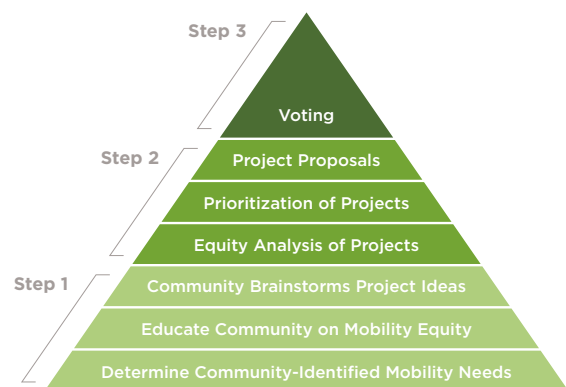 Step 3
Voting
Step 2
Project Proposals
Prioritization of Projects
Equity Analysis of Projects
Step 1
Community Brainstorms Project Ideas
Educate Community on Mobility Equity
Determine Community-Identified Mobility Needs